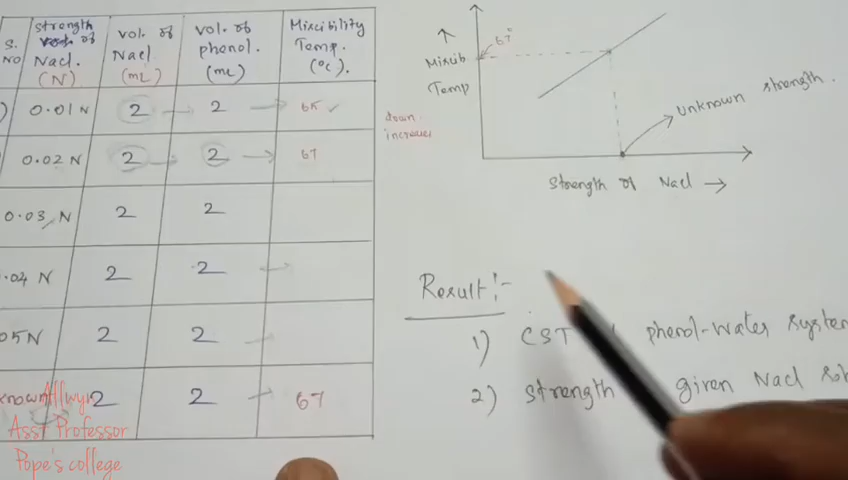 S. NO
strength of Nacl. (N)
vol. of Nacl (mL)
vol. of phenol. (mL)
Miscibility Temp. (°C).
0.01 N 2 2 65
0.02 N 2 2 67
0.03 N 2 2
0.04 N 2 2
05N 2 2
known 2 2 67
Allwyn
Asst Professor
Pope's college
down
increases
67°
Miscib
Temp
Unknown strength.
Strength of Nacl
Result:-
1) CST phenol-water system
2) Strength given Nacl